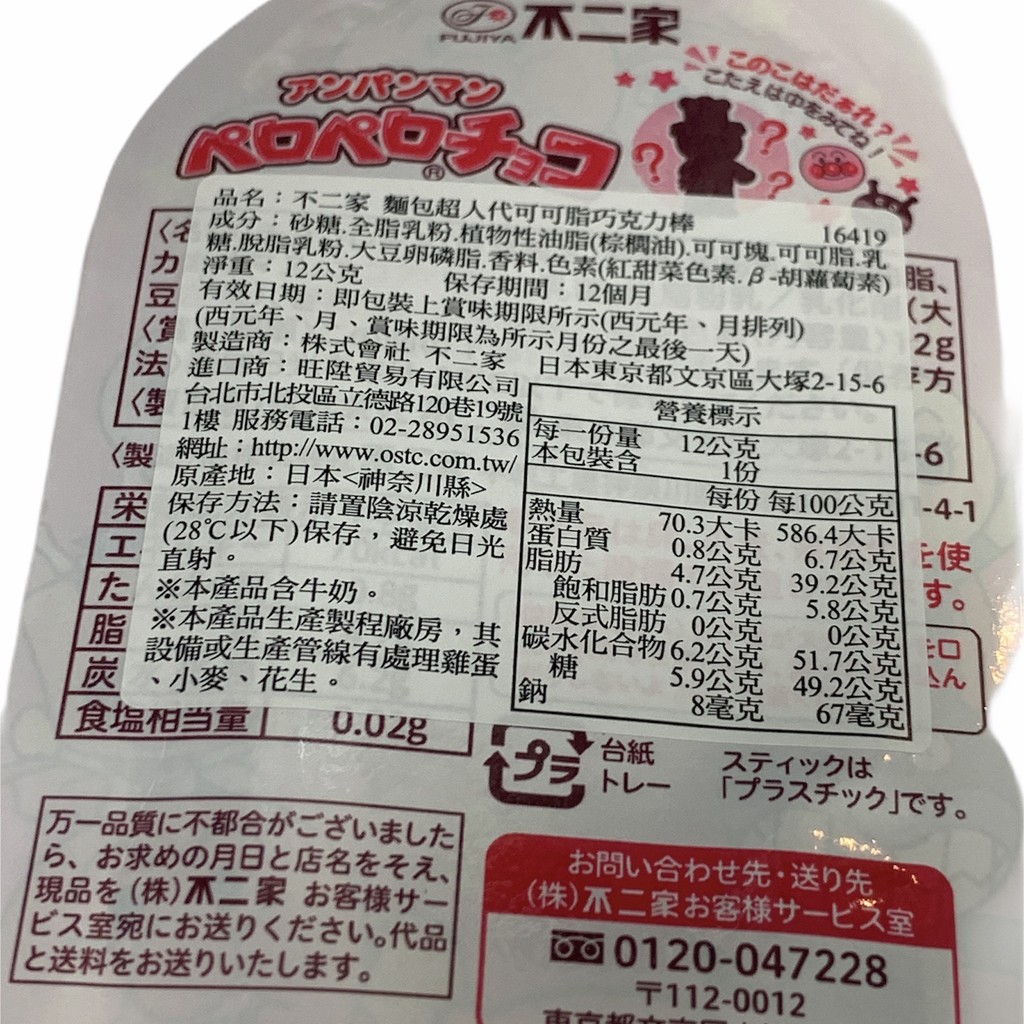 FUJIYA 不二家
アンパンマン
ペロペロチョコ
®
このこはだぁれ?
こたえは中をみてね!
品名：不二家 麵包超人代可可脂巧克力棒 16419
成分：砂糖.全脂乳粉.植物性油脂(棕櫚油).可可塊.可可脂.乳
糖.脫脂乳粉.大豆卵磷脂.香料.色素(紅甜菜色素.β-胡蘿蔔素)
淨重：12公克 保存期間：12個月
有效日期：即包裝上賞味期限所示(西元年、月排列)
(西元年、月、賞味期限為所示月份之最後一天)
製造商：株式會社 不二家 日本東京都文京區大塚2-15-6
進口商：旺陞貿易有限公司
台北市北投區立德路120巷19號
1樓 服務電話：02-28951536
網址：http://www.ostc.com.tw/
原產地：日本<神奈川縣>
保存方法：請置陰涼乾燥處
(28℃以下)保存，避免日光
直射。
※本產品含牛奶。
※本產品生產製程廠房，其
設備或生產管線有處理雞蛋
、小麥、花生。
營養標示
每一份量 12公克
本包裝含 1份
每份 每100公克
熱量 70.3大卡 586.4大卡
蛋白質 0.8公克 6.7公克
脂肪 4.7公克 39.2公克
飽和脂肪 0.7公克 5.8公克
反式脂肪 0公克 0公克
碳水化合物 6.2公克 51.7公克
糖 5.9公克 49.2公克
鈉 8毫克 67毫克
力
豆
法
〈製
栄
エ
た
脂
炭
脂、
(大
2g
方
-6
-4-1
使
す。
口
食塩相当量 0.02g
プラ
台紙
トレー
スティックは
「プラスチック」です。
万一品質に不都合がございました
ら、お求めの月日と店名をそえ、
現品を(株)不二家 お客様サー
ビス室宛にお送りください。代品
と送料をお送りいたします。
お問い合わせ先・送り先
(株)不二家お客様サービス室
0120-047228
〒112-0012